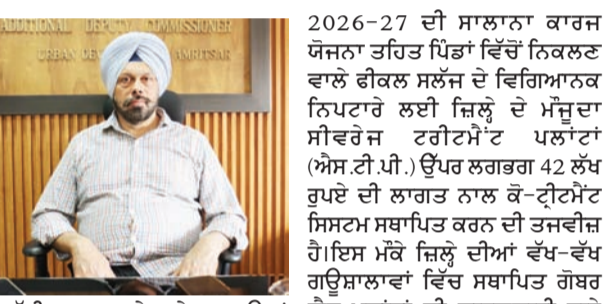 ADDITIONAL DEPUTY COMMISSIONER
URBAN DEV
AMRITSAR
2026-27 ਦੀ ਸਾਲਾਨਾ ਕਾਰਜ
ਯੋਜਨਾ ਤਹਿਤ ਪਿੰਡਾਂ ਵਿੱਚੋਂ ਨਿਕਲਣ
ਵਾਲੇ ਫੀਕਲ ਸਲੱਜ ਦੇ ਵਿਗਿਆਨਕ
ਨਿਪਟਾਰੇ ਲਈ ਜ਼ਿਲ੍ਹੇ ਦੇ ਮੌਜੂਦਾ
ਸੀਵਰੇਜ ਟਰੀਟਮੈਂਟ ਪਲਾਂਟਾਂ
(ਐਸ.ਟੀ.ਪੀ.) ਉੱਪਰ ਲਗਭਗ 42 ਲੱਖ
ਰੁਪਏ ਦੀ ਲਾਗਤ ਨਾਲ ਕੋ-ਟ੍ਰੀਟਮੈਂਟ
ਸਿਸਟਮ ਸਥਾਪਿਤ ਕਰਨ ਦੀ ਤਜਵੀਜ਼
ਹੈ।ਇਸ ਮੌਕੇ ਜ਼ਿਲ੍ਹੇ ਦੀਆਂ ਵੱਖ-ਵੱਖ
ਗਊਸ਼ਾਲਾਵਾਂ ਵਿੱਚ ਸਥਾਪਿਤ ਗੋਬਰ